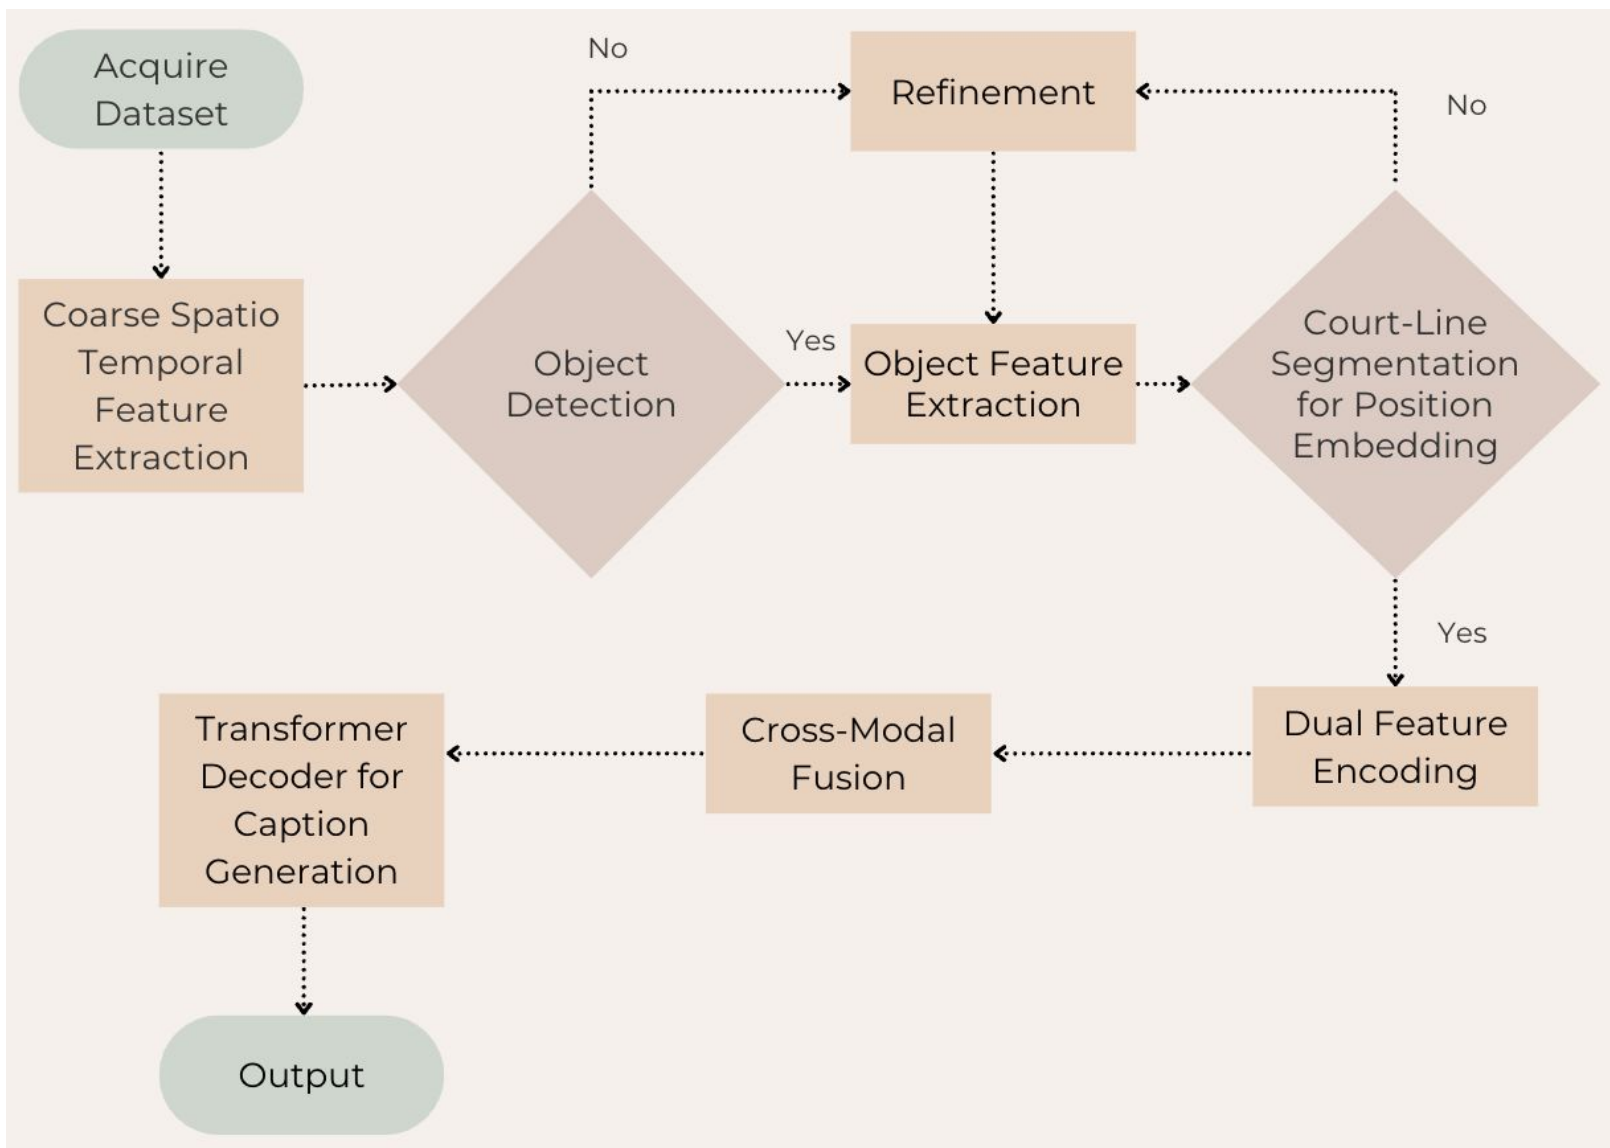 Acquire
Dataset
No
Refinement
No
Coarse Spatio
Temporal
Feature
Extraction
Object
Detection
Yes
Object Feature
Extraction
Court-Line
Segmentation
for Position
Embedding
Yes
Dual Feature
Encoding
Cross-Modal
Fusion
Transformer
Decoder for
Caption
Generation
Output